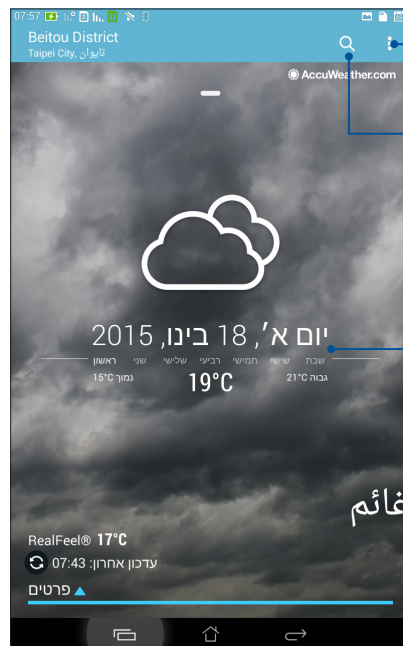 07:57
Beitou District
Taipei City, تايوان
AccuWeather.com
יום א׳, 18 בינו, 2015
ראשון שני שלישי רביעי חמישי שישי שבת
נמוך 15°C 19°C גבוה 21°C
غائم
RealFeel® 17°C
עדכון אחרון: 07:43
פרטים